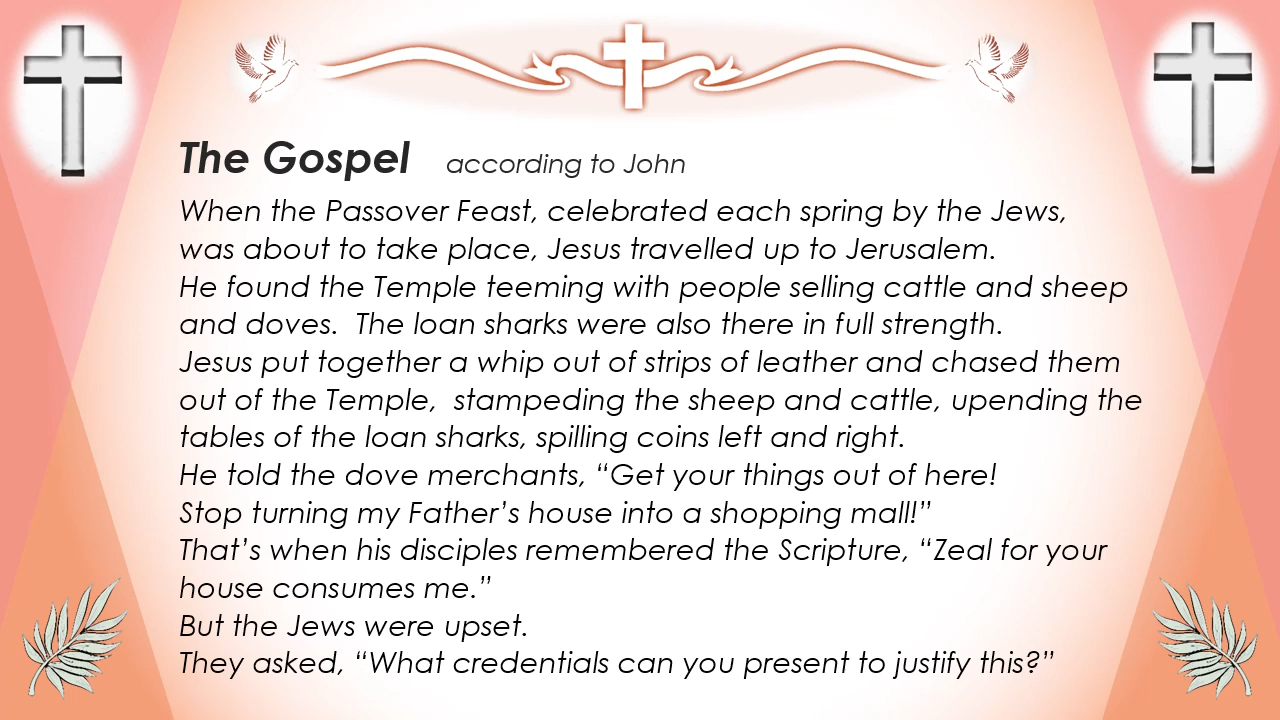 The Gospel according to John
When the Passover Feast, celebrated each spring by the Jews,
was about to take place, Jesus travelled up to Jerusalem.
He found the Temple teeming with people selling cattle and sheep
and doves.  The loan sharks were also there in full strength.
Jesus put together a whip out of strips of leather and chased them
out of the Temple,  stampeding the sheep and cattle, upending the
tables of the loan sharks, spilling coins left and right.
He told the dove merchants, “Get your things out of here!
Stop turning my Father’s house into a shopping mall!”
That’s when his disciples remembered the Scripture, “Zeal for your
house consumes me.”
But the Jews were upset.
They asked, “What credentials can you present to justify this?”